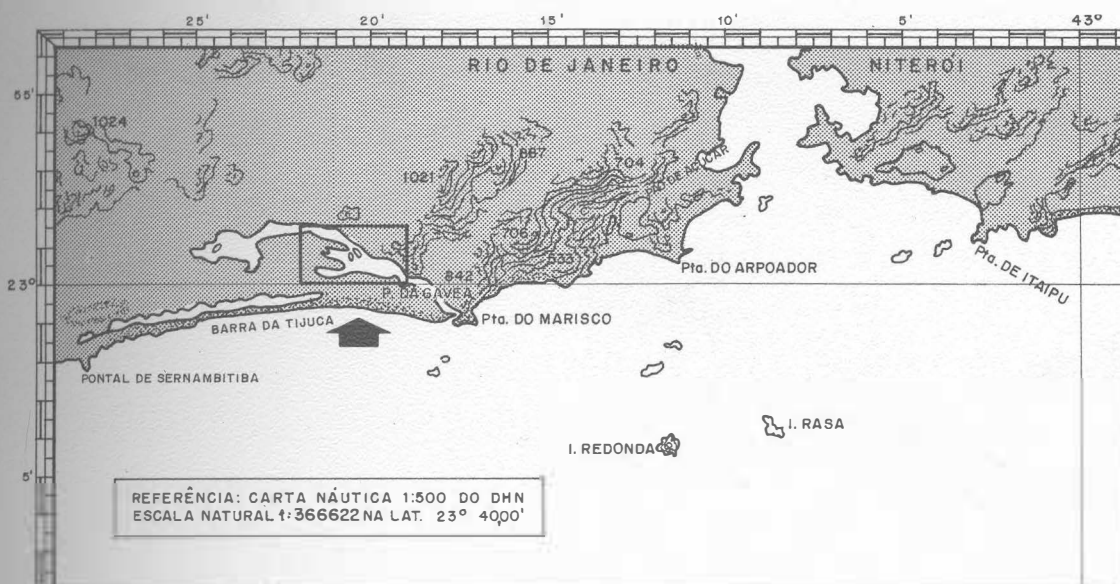 25' 20' 15' 10' 5' 43°
RIO DE JANEIRO
NITEROI
55'
1024
887
1021
704
PÃO DE AÇUCAR
706
533
842
Pta. DO ARPOADOR
Pta. DE ITAIPU
23°
P. DA GAVEA
Pta. DO MARISCO
BARRA DA TIJUCA
PONTAL DE SERNAMBITIBA
I. RASA
I. REDONDA
5'
REFERÊNCIA: CARTA NÁUTICA 1:500 DO DHN
ESCALA NATURAL 1:366622 NA LAT. 23° 40,00'